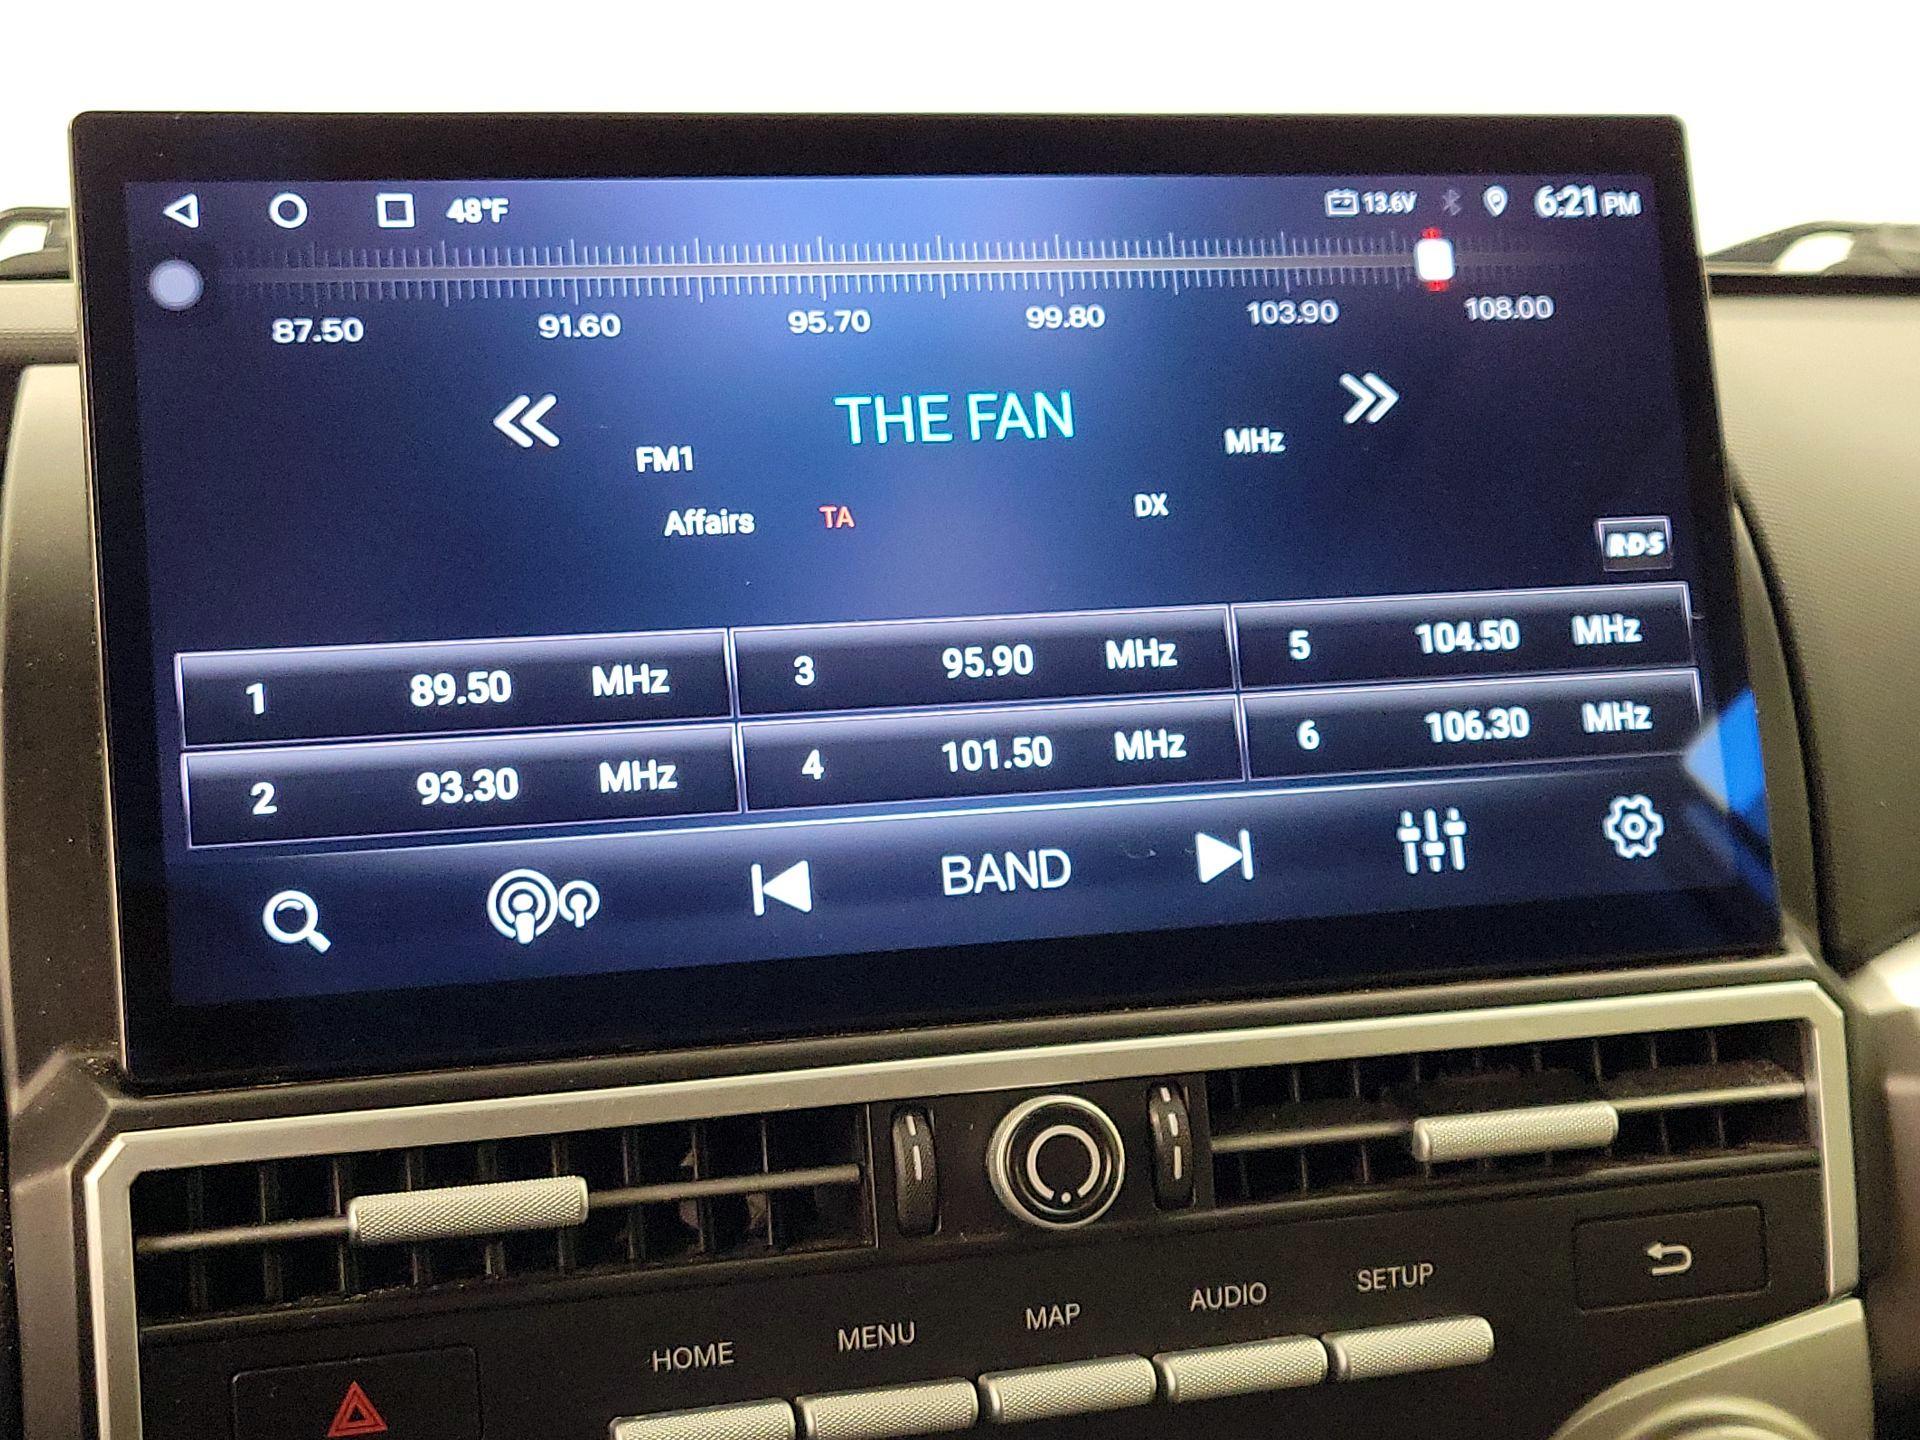 48°F 13.6V 6:21 PM
87.50 91.60 95.70 99.80 103.90 108.00
THE FAN
FM1 MHz
Affairs TA DX
RDS
1 89.50 MHz 3 95.90 MHz 5 104.50 MHz
2 93.30 MHz 4 101.50 MHz 6 106.30 MHz
BAND
HOME MENU MAP AUDIO SETUP